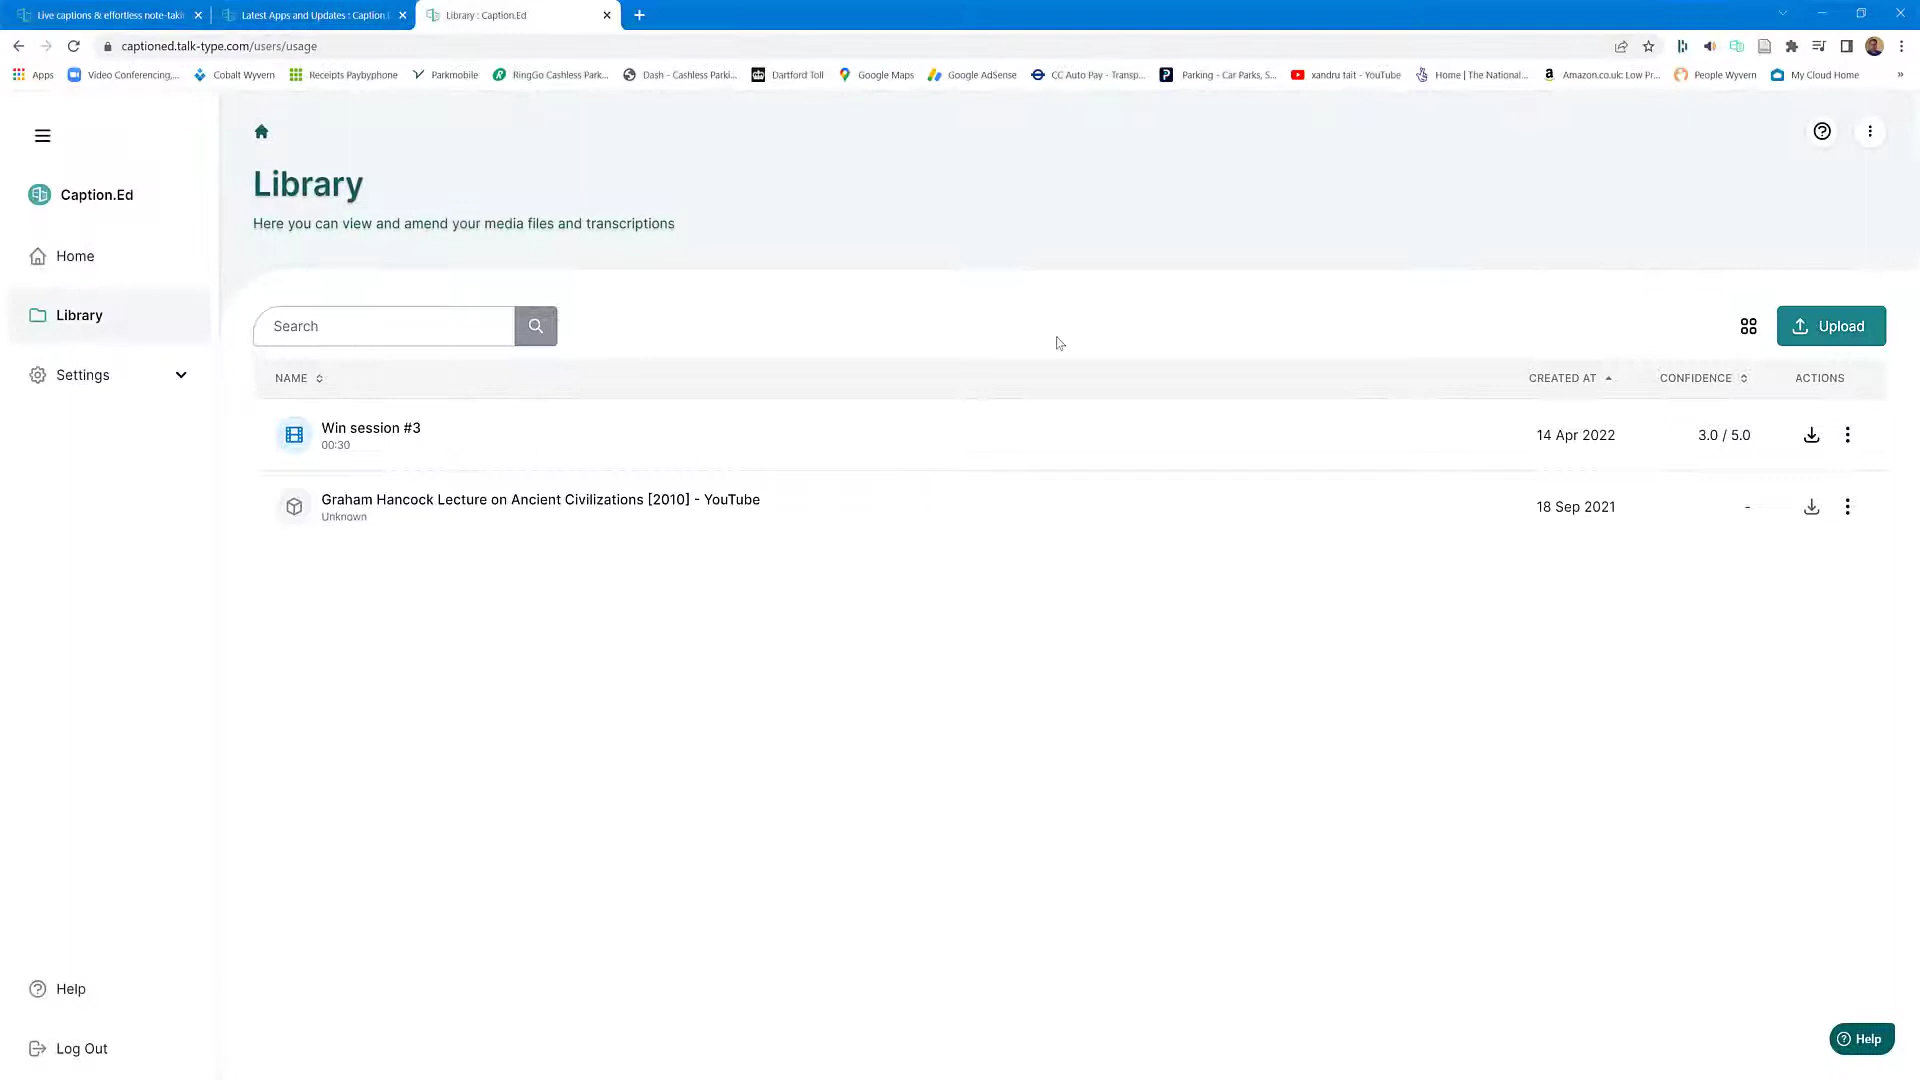 Live captions & effortless note-taki
Latest Apps and Updates : Caption.
Library : Caption.Ed
captioned.talk-type.com/users/usage
Apps
Video Conferencing,...
Cobalt Wyvern
Receipts Paybyphone
Parkmobile
RingGo Cashless Park...
Dash - Cashless Parki...
Dartford Toll
Google Maps
Google AdSense
CC Auto Pay - Transp...
Parking - Car Parks, S...
xandru tait - YouTube
Home | The National...
Amazon.co.uk: Low Pr...
People Wyvern
My Cloud Home
»
Caption.Ed
Home
Library
Settings
Help
Log Out
Library
Here you can view and amend your media files and transcriptions
Search
Upload
NAME CREATED AT CONFIDENCE ACTIONS
Win session #3 14 Apr 2022 3.0 / 5.0
00:30
Graham Hancock Lecture on Ancient Civilizations [2010] - YouTube 18 Sep 2021 -
Unknown
Help